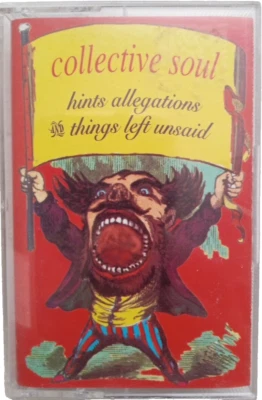 collective soul
hints allegations
AND things left unsaid